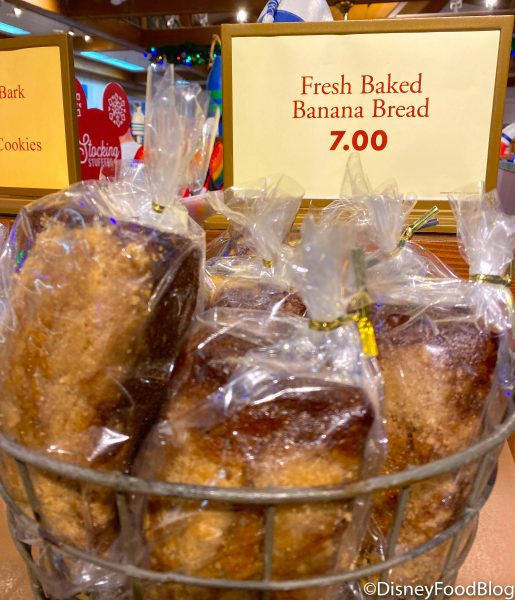 Bark
Cookies
Stocking
Fresh Baked
Banana Bread
7.00
©DisneyFoodBlog